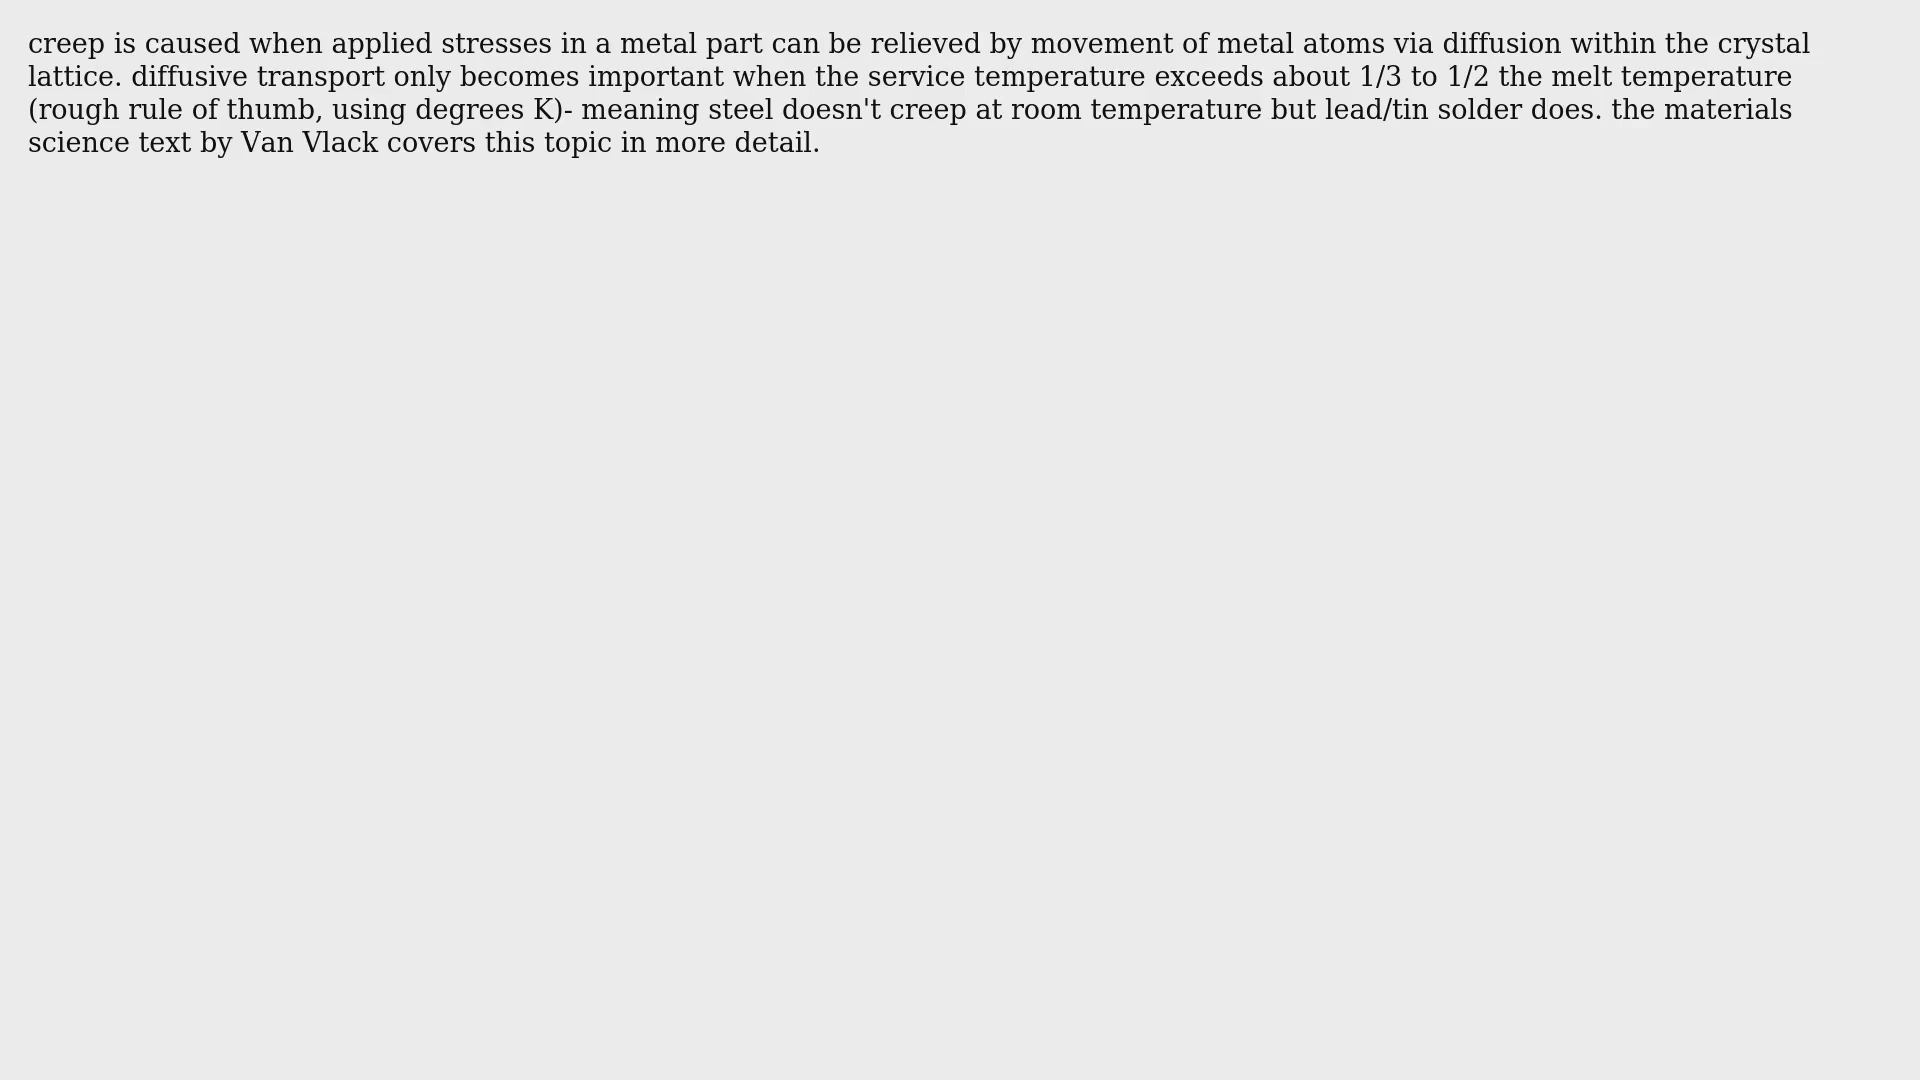 creep is caused when applied stresses in a metal part can be relieved by movement of metal atoms via diffusion within the crystal
lattice. diffusive transport only becomes important when the service temperature exceeds about 1/3 to 1/2 the melt temperature
(rough rule of thumb, using degrees K)- meaning steel doesn't creep at room temperature but lead/tin solder does. the materials
science text by Van Vlack covers this topic in more detail.